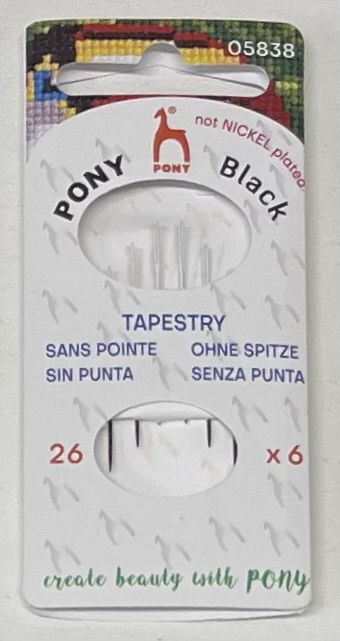 05838
not NICKEL plated
PONY
PONY Black
TAPESTRY
SANS POINTE OHNE SPITZE
SIN PUNTA SENZA PUNTA
26 x 6
create beauty with PONY